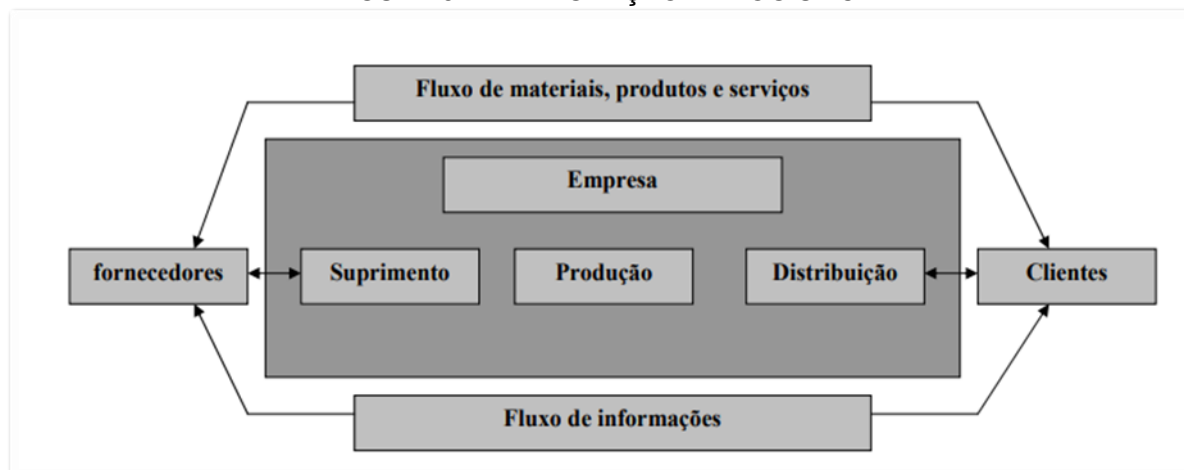 Fluxo de materiais, produtos e serviços
Empresa
fornecedores
Suprimento
Produção
Distribuição
Clientes
Fluxo de informações